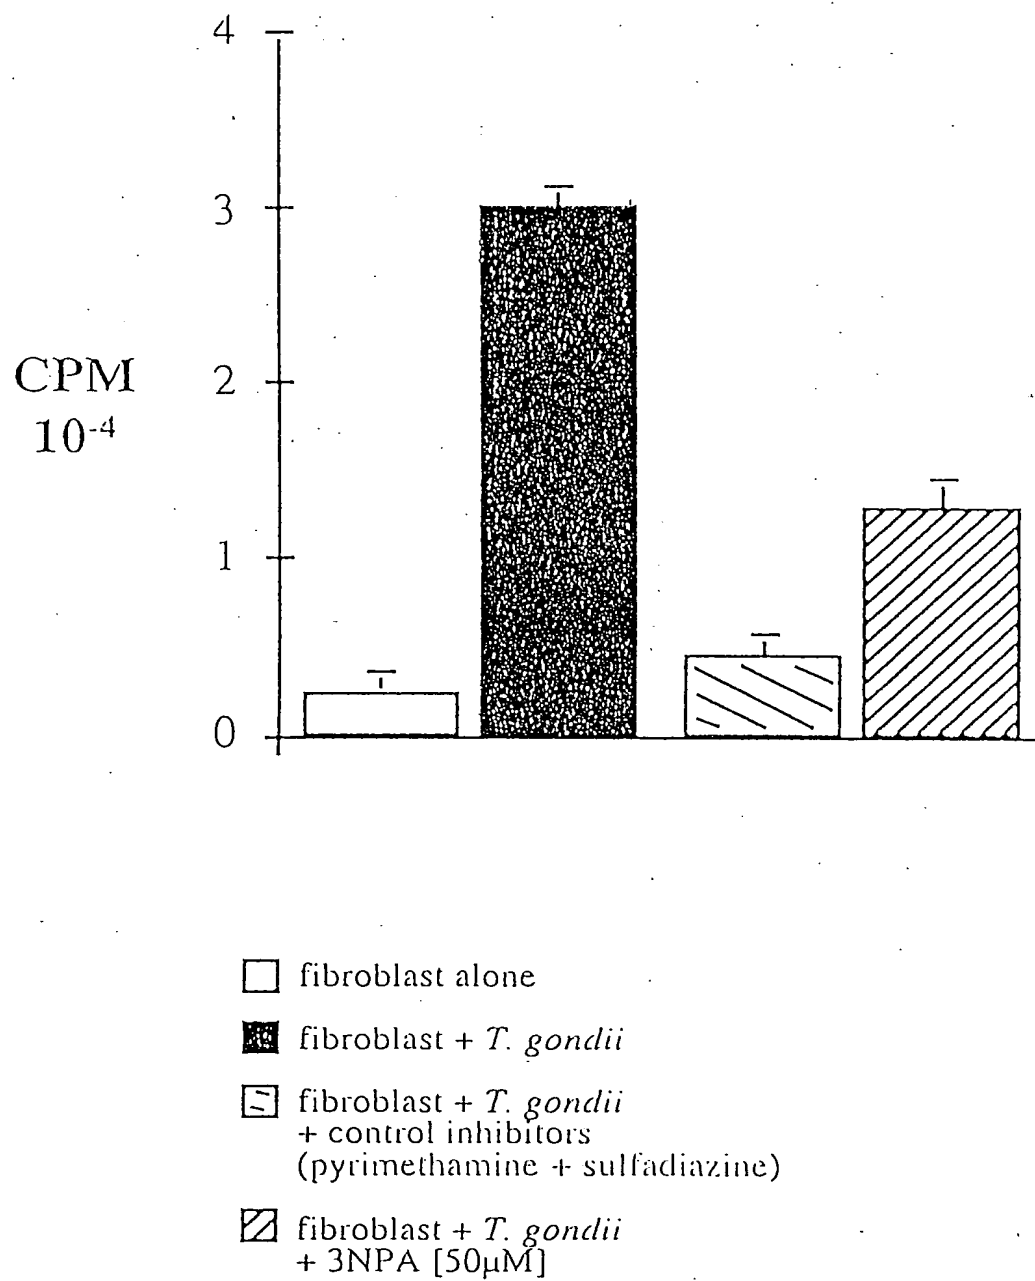 4
3
CPM
10⁻⁴
2
1
0
fibroblast alone
fibroblast + T. gondii
fibroblast + T. gondii
+ control inhibitors
(pyrimethamine + sulfadiazine)
fibroblast + T. gondii
+ 3NPA [50µM]